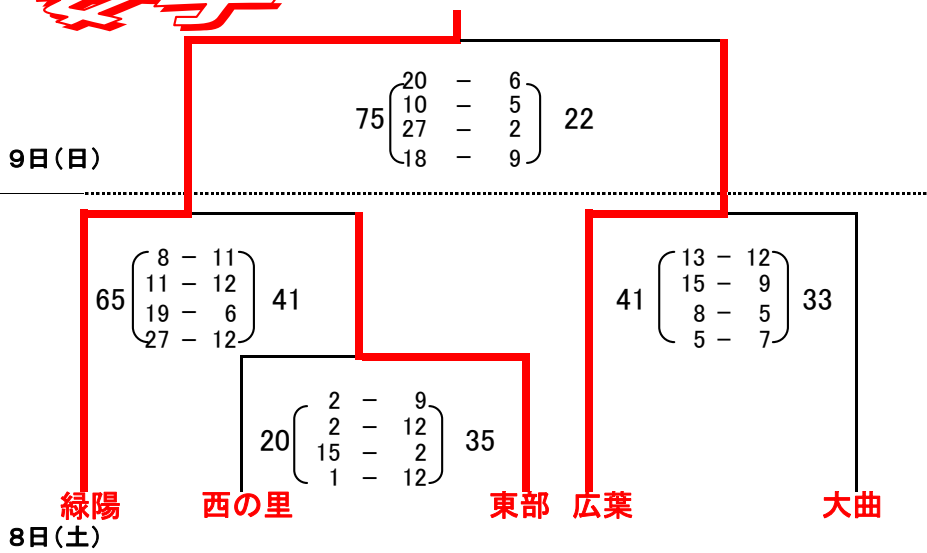 20 － 6
75 10 － 5 22
27 － 2
18 － 9
9日（日）
8 － 11
11 － 12
65 19 － 6 41
27 － 12
13 － 12
15 － 9
41 8 － 5 33
5 － 7
2 － 9
2 － 12
20 15 － 2 35
1 － 12
緑陽 西の里 東部 広葉 大曲
8日（土）